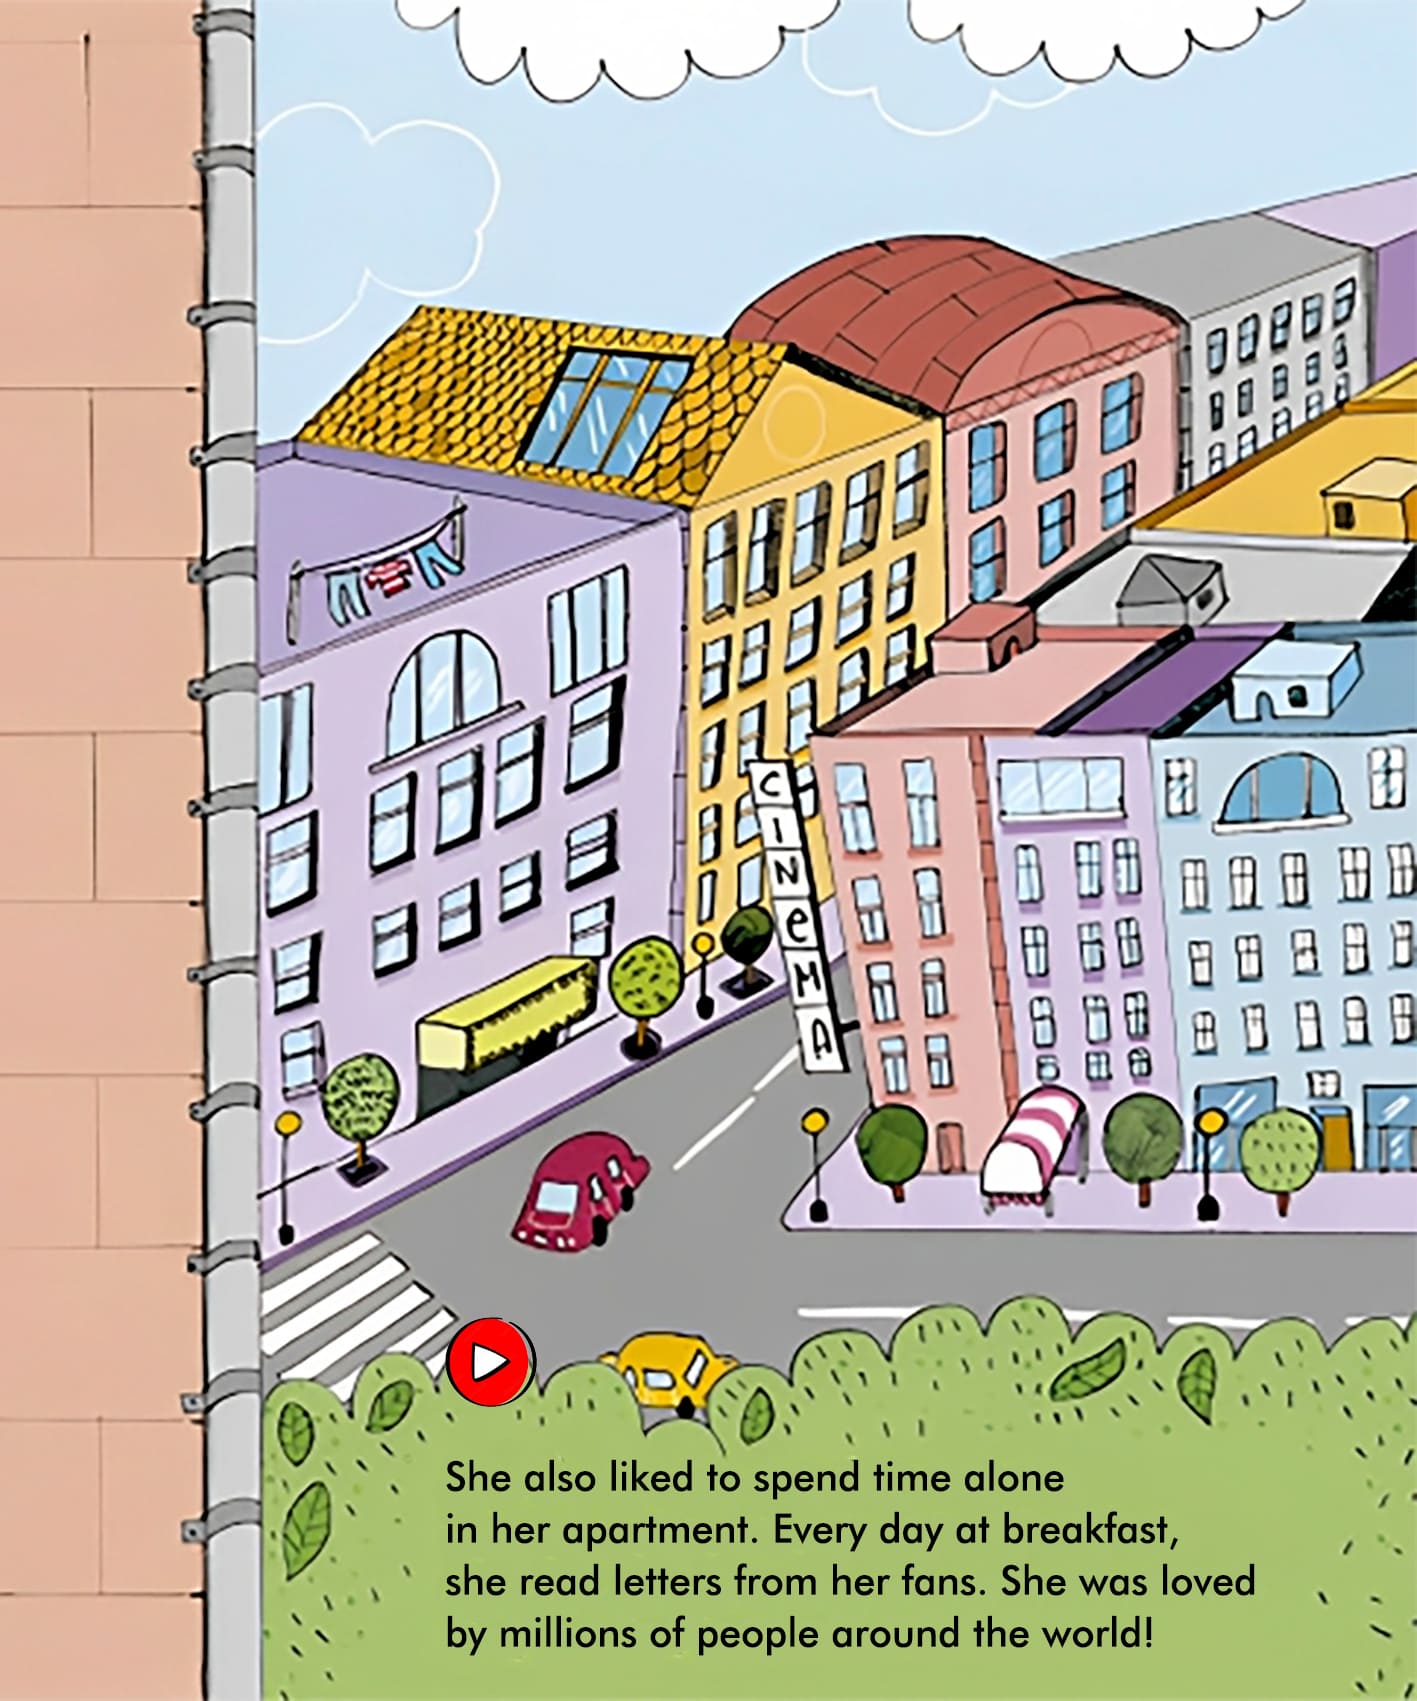 CINeMA
She also liked to spend time alone
in her apartment. Every day at breakfast,
she read letters from her fans. She was loved
by millions of people around the world!